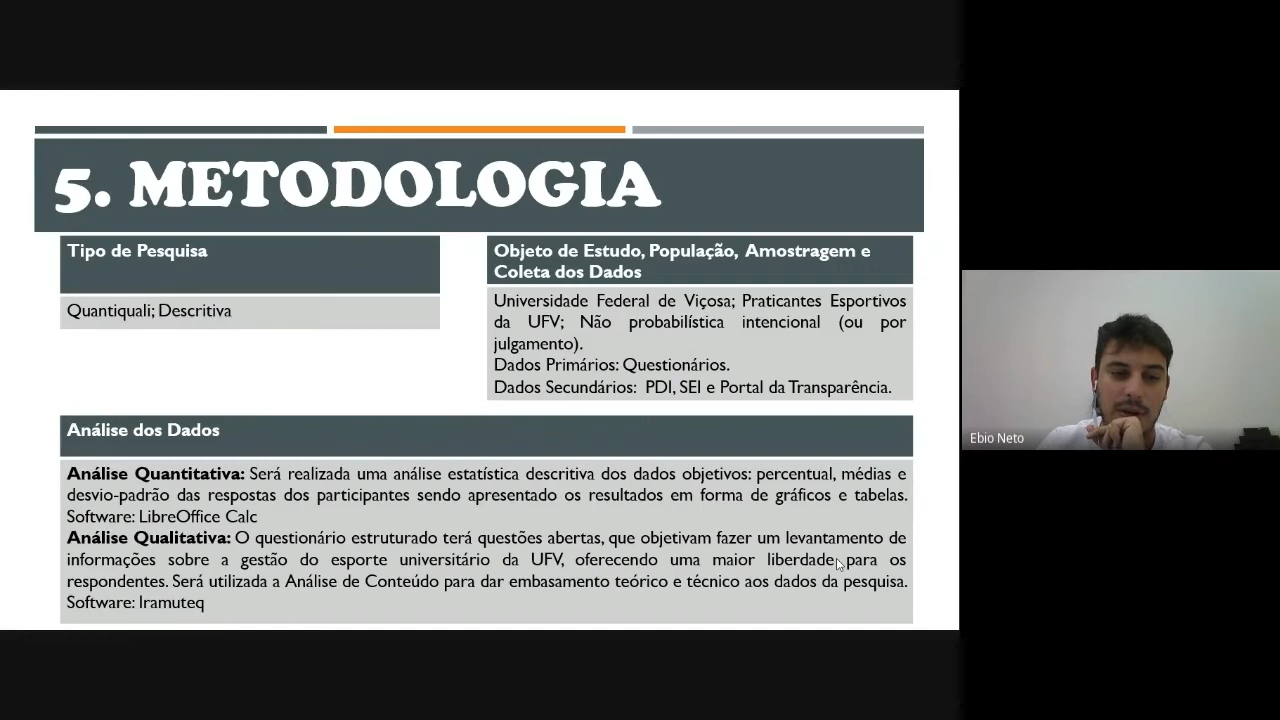 5. METODOLOGIA
Tipo de Pesquisa
Quantiquali; Descritiva
Objeto de Estudo, População, Amostragem e
Coleta dos Dados
Universidade Federal de Viçosa; Praticantes Esportivos
da UFV; Não probabilística intencional (ou por
julgamento).
Dados Primários: Questionários.
Dados Secundários: PDI, SEI e Portal da Transparência.
Análise dos Dados
Análise Quantitativa: Será realizada uma análise estatística descritiva dos dados objetivos: percentual, médias e
desvio-padrão das respostas dos participantes sendo apresentado os resultados em forma de gráficos e tabelas.
Software: LibreOffice Calc
Análise Qualitativa: O questionário estruturado terá questões abertas, que objetivam fazer um levantamento de
informações sobre a gestão do esporte universitário da UFV, oferecendo uma maior liberdade para os
respondentes. Será utilizada a Análise de Conteúdo para dar embasamento teórico e técnico aos dados da pesquisa.
Software: Iramuteq
Ebio Neto